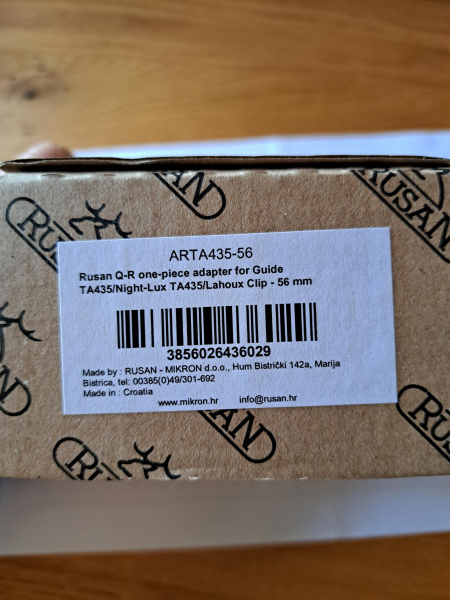 RUSAN
RUSAN
RUSAN
ARTA435-56
Rusan Q-R one-piece adapter for Guide
TA435/Night-Lux TA435/Lahoux Clip - 56 mm
3856026436029
Made by : RUSAN - MIKRON d.o.o., Hum Bistrički 142a, Marija
Bistrica, tel: 00385(0)49/301-692
Made in : Croatia
www.mikron.hr info@rusan.hr
RUSAN
RUSAN